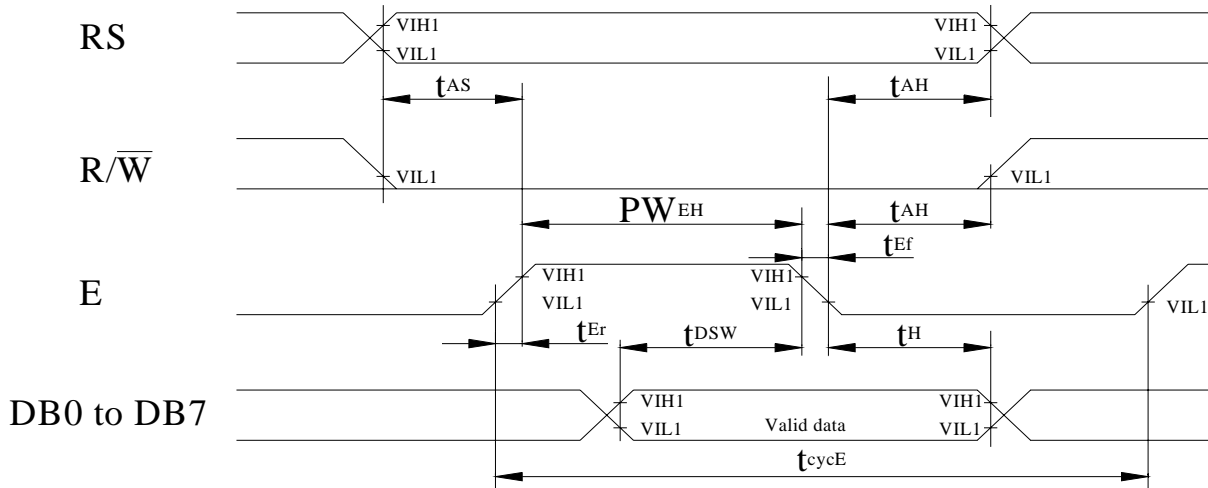 RS
VIH1
VIL1
VIH1
VIL1
tAS
tAH
R/W̅
VIL1
VIL1
PWEH
tAH
tEf
E
VIH1
VIL1
VIH1
VIL1
VIL1
tEr
tDSW
tH
DB0 to DB7
VIH1
VIL1
Valid data
VIH1
VIL1
tcycE